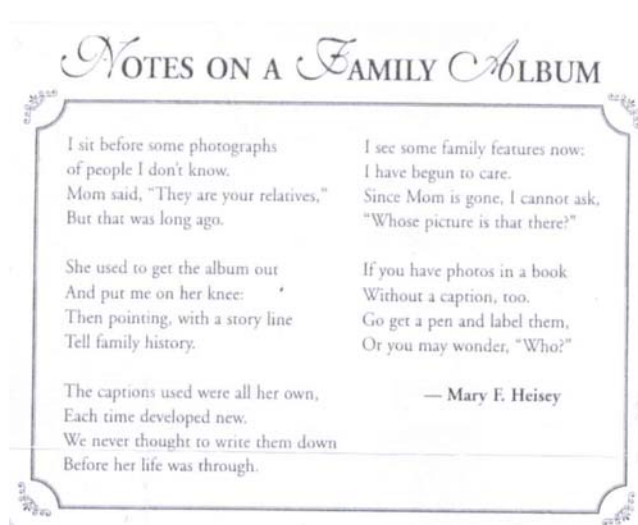 NOTES ON A FAMILY ALBUM
I sit before some photographs
of people I don't know.
Mom said, "They are your relatives,"
But that was long ago.
She used to get the album out
And put me on her knee:
Then pointing, with a story line
Tell family history.
The captions used were all her own,
Each time developed new.
We never thought to write them down
Before her life was through.
I see some family features now:
I have begun to care.
Since Mom is gone, I cannot ask,
"Whose picture is that there?"
If you have photos in a book
Without a caption, too.
Go get a pen and label them,
Or you may wonder, "Who?"
— Mary F. Heisey